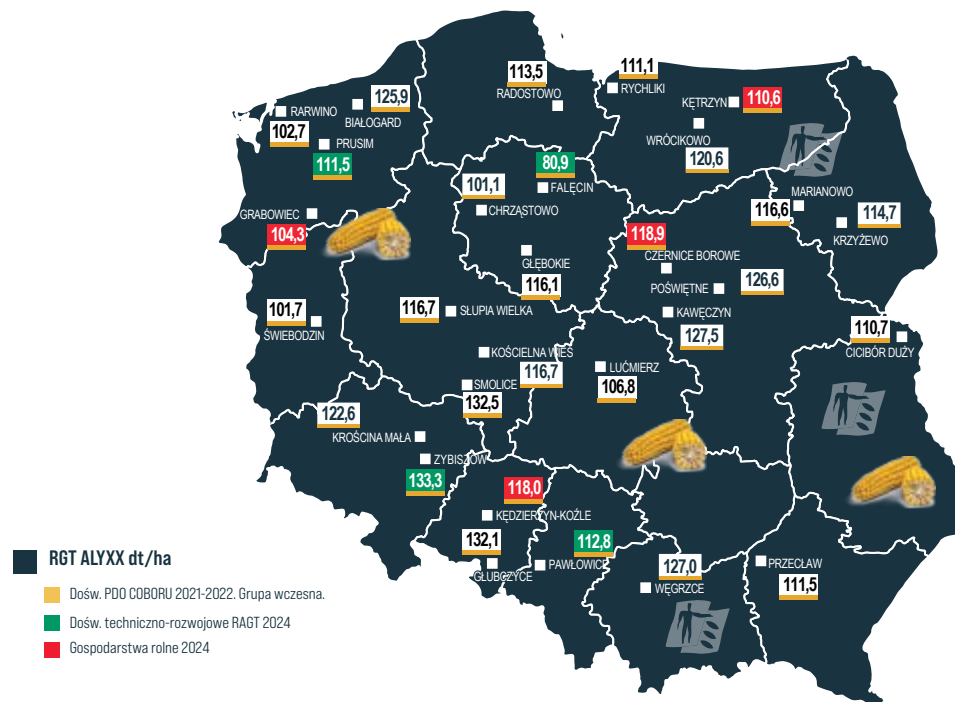 113,5
RADOSTOWO
111,1
RYCHLIKI
KĘTRZYN
110,6
WRÓCIKOWO
120,6
RARWINO
102,7
125,9
BIAŁOGARD
PRUSIM
111,5
80,9
FALĘCIN
101,1
CHRZĄSTOWO
MARIANOWO
116,6
114,7
KRZYŻEWO
GRABOWIEC
104,3
118,9
CZERNICE BOROWE
GŁĘBOKIE
116,1
POŚWIĘTNE
126,6
KAWĘCZYN
127,5
101,7
ŚWIEBODZIN
116,7
SŁUPIA WIELKA
110,7
CICIBÓR DUŻY
KOŚCIELNA WIEŚ
116,7
LUĆMIERZ
106,8
SMOLICE
132,5
122,6
KROŚCINA MAŁA
ZYBISZÓW
133,3
118,0
KĘDZIERZYN-KOŹLE
132,1
GŁUBCZYCE
112,8
PAWŁOWICE
127,0
WĘGRZCE
PRZECŁAW
111,5
RGT ALYXX dt/ha
Dośw. PDO COBORU 2021-2022. Grupa wczesna.
Dośw. techniczno-rozwojowe RAGT 2024
Gospodarstwa rolne 2024